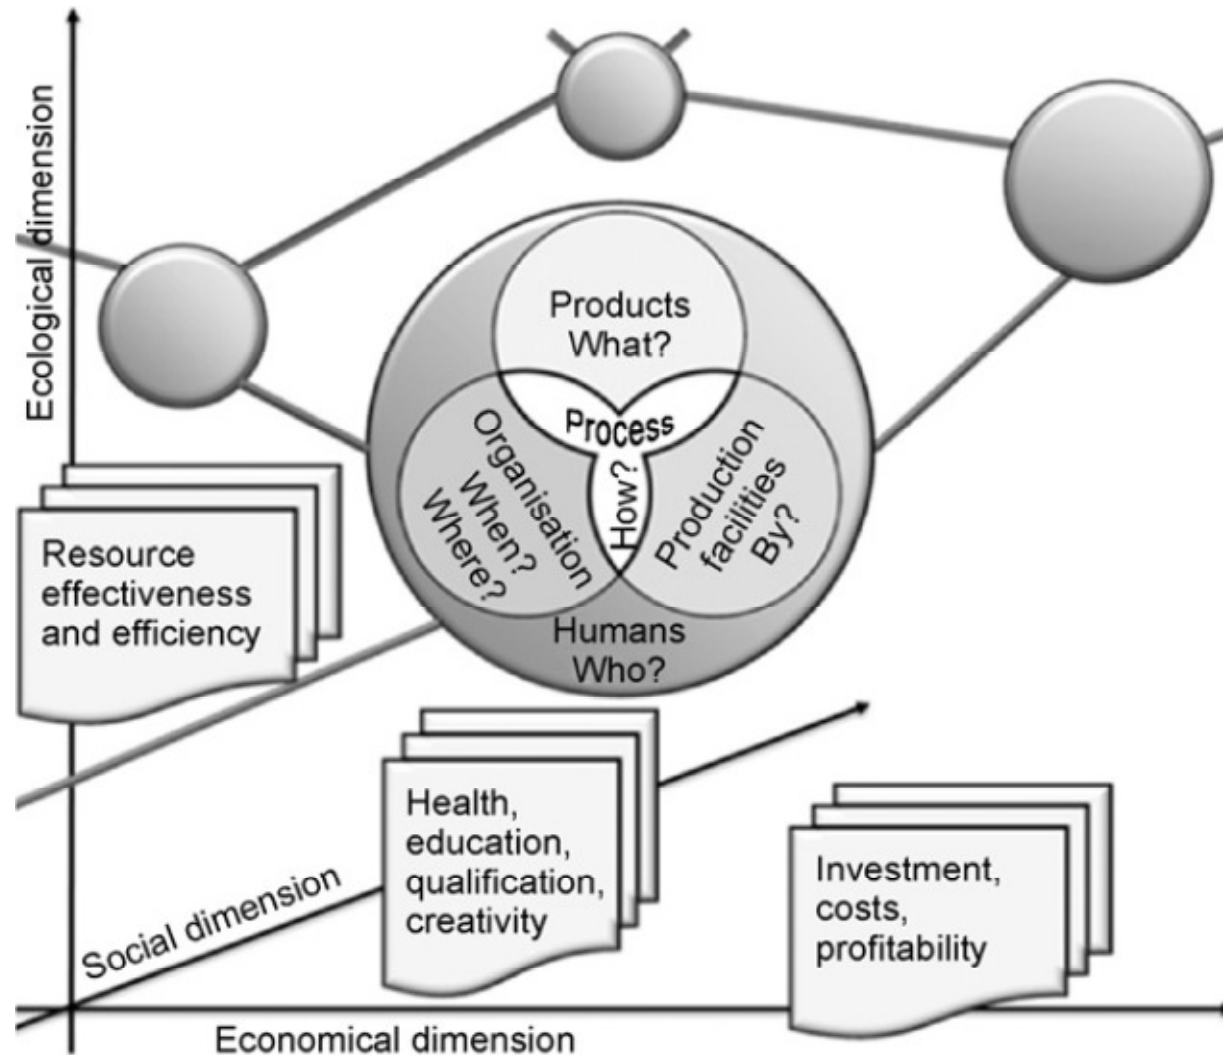 Ecological dimension
Products
What?
Process
How?
Organisation
When?
Where?
Production
facilities
By?
Humans
Who?
Resource
effectiveness
and efficiency
Health,
education,
qualification,
creativity
Investment,
costs,
profitability
Social dimension
Economical dimension